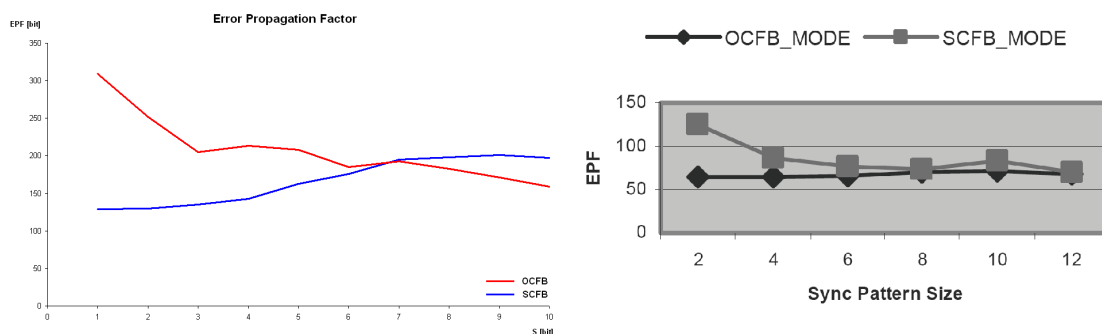 Error Propagation Factor
EPF [bit]
350
300
250
200
150
100
50
0
0 1 2 3 4 5 6 7 8 9 10
S [bit]
OCFB
SCFB
OCFB_MODE SCFB_MODE
EPF
150
100
50
0
2 4 6 8 10 12
Sync Pattern Size